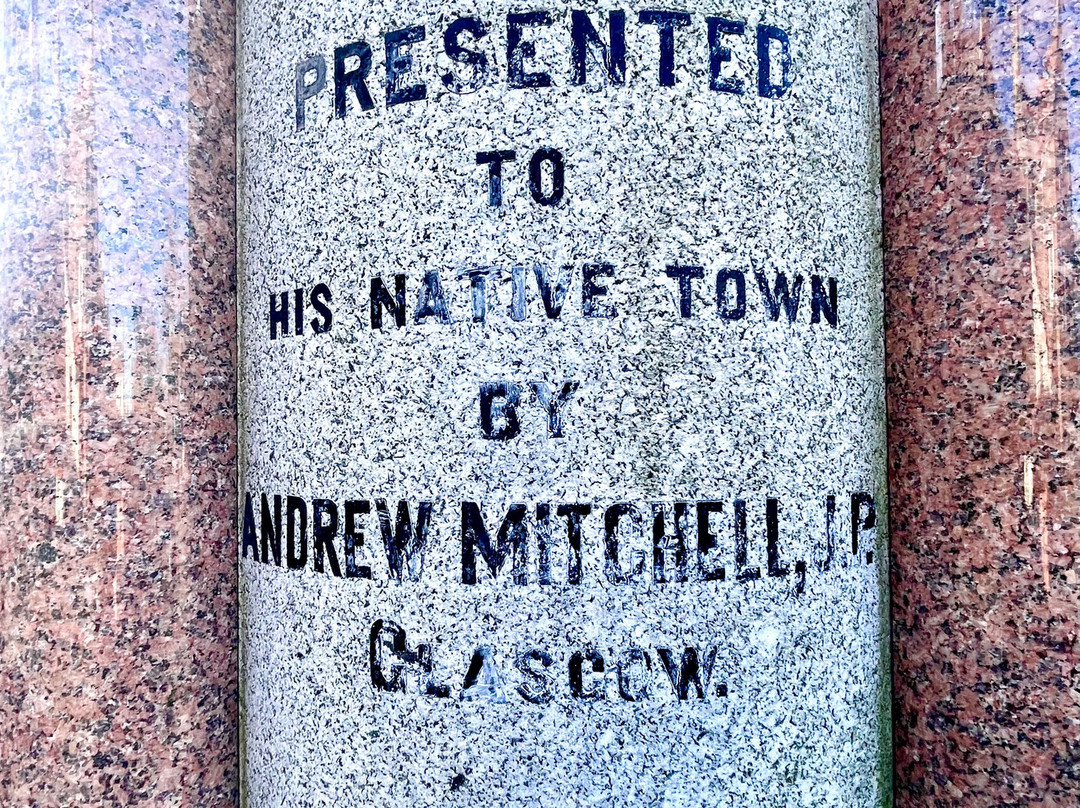 PRESENTED
TO
HIS NATIVE TOWN
BY
ANDREW MITCHELL, J.P.
GLASGOW.